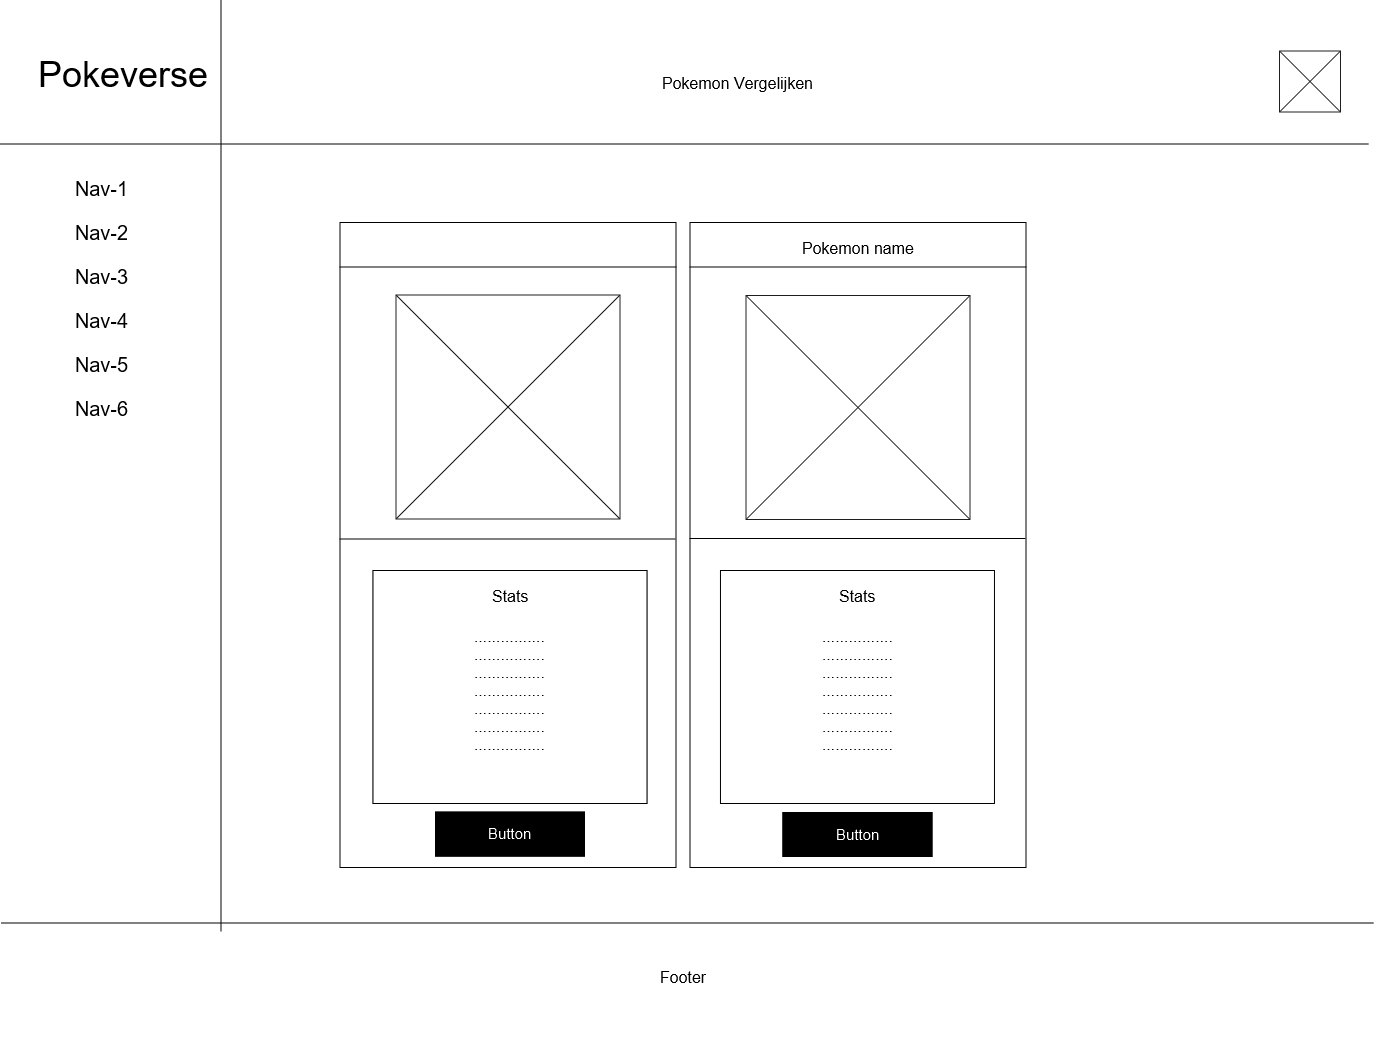 Pokeverse
Pokemon Vergelijken
Nav-1
Nav-2
Nav-3
Nav-4
Nav-5
Nav-6
Pokemon name
Stats
Stats
Button
Button
Footer